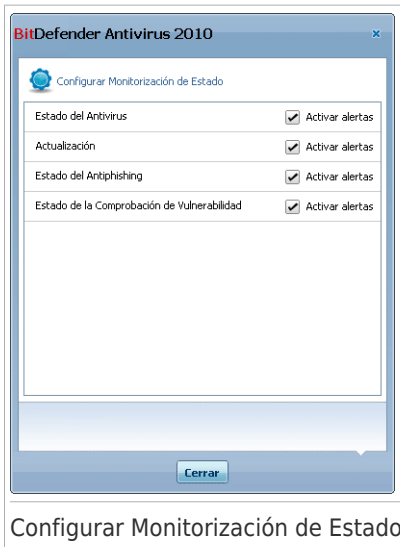 BitDefender Antivirus 2010
Configurar Monitorización de Estado
Estado del Antivirus Activar alertas
Actualización Activar alertas
Estado del Antiphishing Activar alertas
Estado de la Comprobación de Vulnerabilidad Activar alertas
Cerrar
Configurar Monitorización de Estado